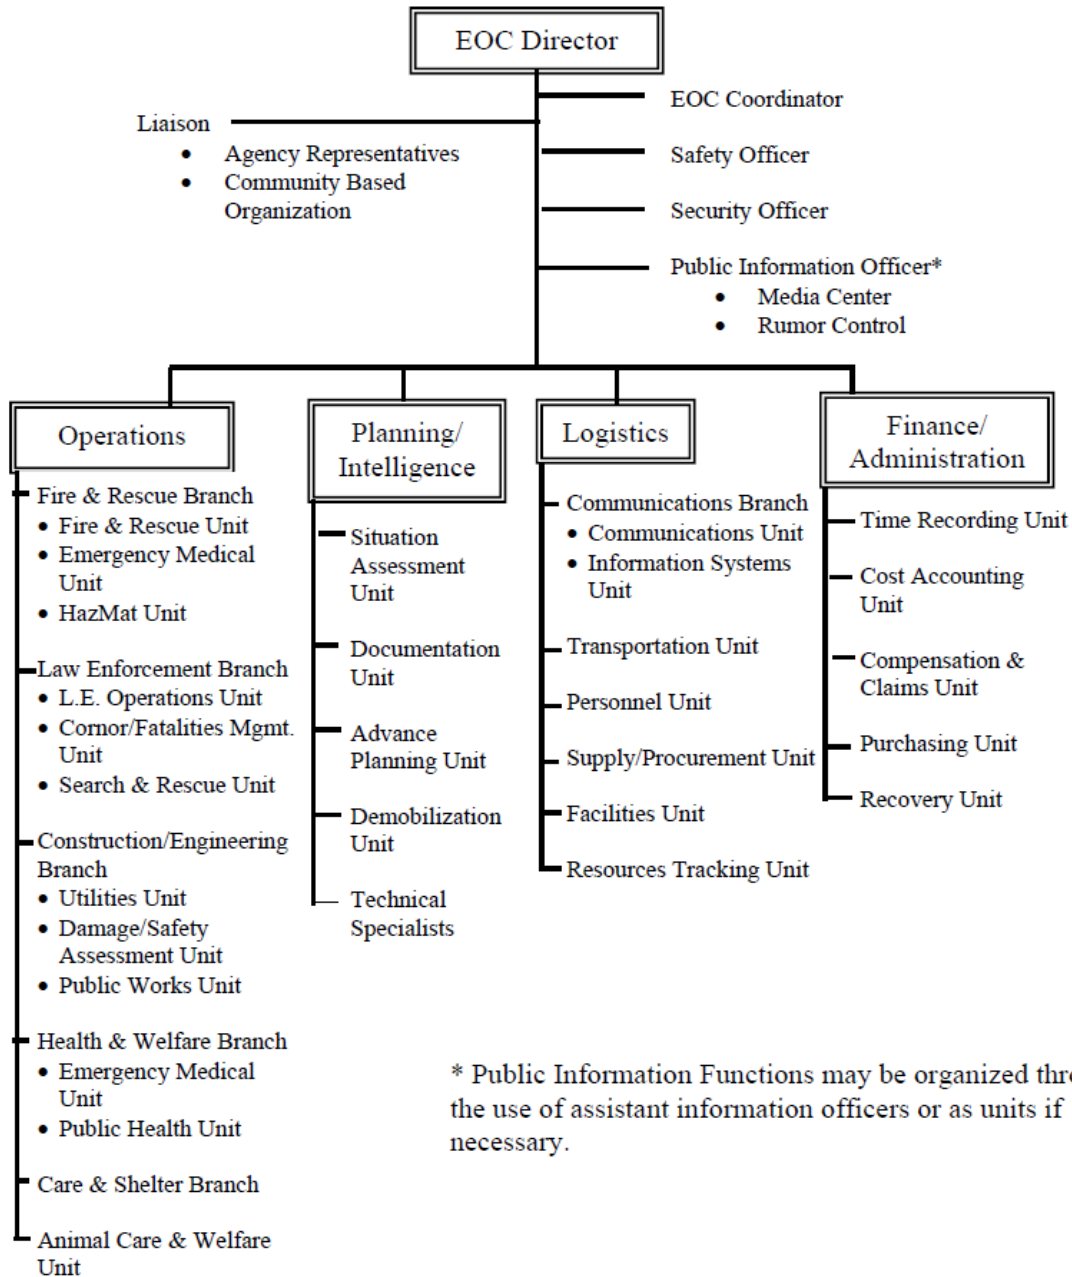 EOC Director
EOC Coordinator
Liaison
• Agency Representatives
• Community Based
Organization
Safety Officer
Security Officer
Public Information Officer*
• Media Center
• Rumor Control
Operations
Fire & Rescue Branch
• Fire & Rescue Unit
• Emergency Medical
Unit
• HazMat Unit
Law Enforcement Branch
• L.E. Operations Unit
• Cornor/Fatalities Mgmt.
Unit
• Search & Rescue Unit
Construction/Engineering
Branch
• Utilities Unit
• Damage/Safety
Assessment Unit
• Public Works Unit
Health & Welfare Branch
• Emergency Medical
Unit
• Public Health Unit
Care & Shelter Branch
Animal Care & Welfare
Unit
Planning/
Intelligence
Situation
Assessment
Unit
Documentation
Unit
Advance
Planning Unit
Demobilization
Unit
Technical
Specialists
Logistics
Communications Branch
• Communications Unit
• Information Systems
Unit
Transportation Unit
Personnel Unit
Supply/Procurement Unit
Facilities Unit
Resources Tracking Unit
Finance/
Administration
Time Recording Unit
Cost Accounting
Unit
Compensation &
Claims Unit
Purchasing Unit
Recovery Unit
* Public Information Functions may be organized
the use of assistant information officers or as units if
necessary.